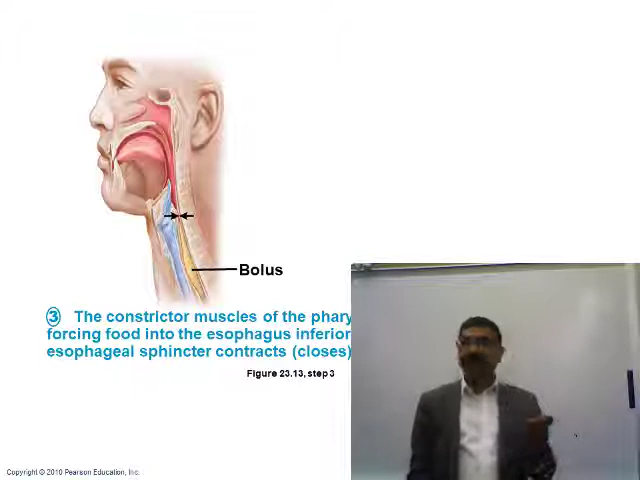 Bolus
③ The constrictor muscles of the phary
forcing food into the esophagus inferior
esophageal sphincter contracts (closes)
Figure 23.13, step 3
Copyright © 2010 Pearson Education, Inc.